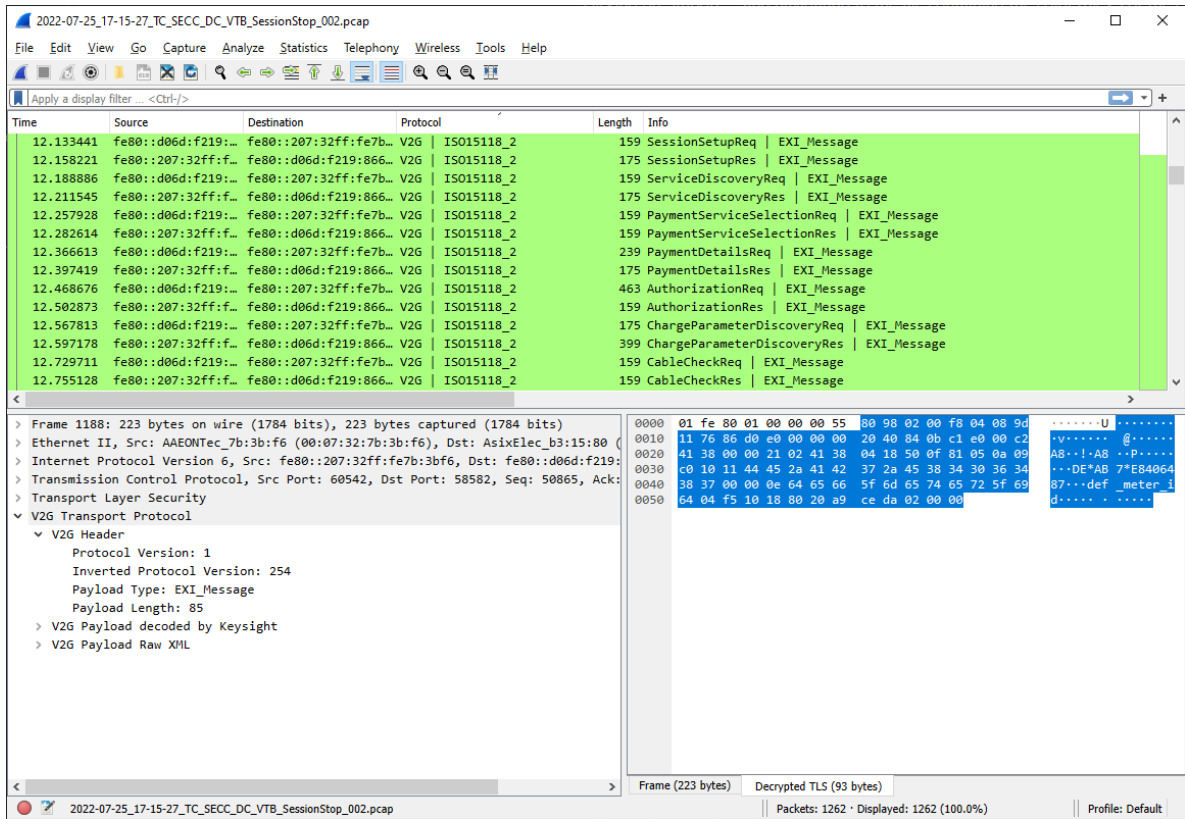 2022-07-25_17-15-27_TC_SECC_DC_VTB_SessionStop_002.pcap
File Edit View Go Capture Analyze Statistics Telephony Wireless Tools Help
Apply a display filter ... <Ctrl-/>
Time Source Destination Protocol Length Info
12.133441 fe80::d06d:f219:… fe80::207:32ff:fe7b… V2G | ISO15118_2 159 SessionSetupReq | EXI_Message
12.158221 fe80::207:32ff:f… fe80::d06d:f219:866… V2G | ISO15118_2 175 SessionSetupRes | EXI_Message
12.188886 fe80::d06d:f219:… fe80::207:32ff:fe7b… V2G | ISO15118_2 159 ServiceDiscoveryReq | EXI_Message
12.211545 fe80::207:32ff:f… fe80::d06d:f219:866… V2G | ISO15118_2 175 ServiceDiscoveryRes | EXI_Message
12.257928 fe80::d06d:f219:… fe80::207:32ff:fe7b… V2G | ISO15118_2 159 PaymentServiceSelectionReq | EXI_Message
12.282614 fe80::207:32ff:f… fe80::d06d:f219:866… V2G | ISO15118_2 159 PaymentServiceSelectionRes | EXI_Message
12.366613 fe80::d06d:f219:… fe80::207:32ff:fe7b… V2G | ISO15118_2 239 PaymentDetailsReq | EXI_Message
12.397419 fe80::207:32ff:f… fe80::d06d:f219:866… V2G | ISO15118_2 175 PaymentDetailsRes | EXI_Message
12.468676 fe80::d06d:f219:… fe80::207:32ff:fe7b… V2G | ISO15118_2 463 AuthorizationReq | EXI_Message
12.502873 fe80::207:32ff:f… fe80::d06d:f219:866… V2G | ISO15118_2 159 AuthorizationRes | EXI_Message
12.567813 fe80::d06d:f219:… fe80::207:32ff:fe7b… V2G | ISO15118_2 175 ChargeParameterDiscoveryReq | EXI_Message
12.597178 fe80::207:32ff:f… fe80::d06d:f219:866… V2G | ISO15118_2 399 ChargeParameterDiscoveryRes | EXI_Message
12.729711 fe80::d06d:f219:… fe80::207:32ff:fe7b… V2G | ISO15118_2 159 CableCheckReq | EXI_Message
12.755128 fe80::207:32ff:f… fe80::d06d:f219:866… V2G | ISO15118_2 159 CableCheckRes | EXI_Message
Frame 1188: 223 bytes on wire (1784 bits), 223 bytes captured (1784 bits)
Ethernet II, Src: AAEONTec_7b:3b:f6 (00:07:32:7b:3b:f6), Dst: AsixElec_b3:15:80 (
Internet Protocol Version 6, Src: fe80::207:32ff:fe7b:3bf6, Dst: fe80::d06d:f219:
Transmission Control Protocol, Src Port: 60542, Dst Port: 58582, Seq: 50865, Ack:
Transport Layer Security
V2G Transport Protocol
V2G Header
Protocol Version: 1
Inverted Protocol Version: 254
Payload Type: EXI_Message
Payload Length: 85
V2G Payload decoded by Keysight
V2G Payload Raw XML
0000 01 fe 80 01 00 00 00 55 80 98 02 00 f8 04 08 9d ·······U ········
0010 11 76 86 d0 e0 00 00 00 20 40 84 0b c1 e0 00 c2 ·v······ @······
0020 41 38 00 00 21 02 41 38 04 18 50 0f 81 05 0a 09 A8··!·A8 ··P·····
0030 c0 10 11 44 45 2a 41 42 37 2a 45 38 34 30 36 34 ···DE*AB 7*E84064
0040 38 37 00 00 0e 64 65 66 5f 6d 65 74 65 72 5f 69 87···def _meter_i
0050 64 04 f5 10 18 80 20 a9 ce da 02 00 00 d····· · ·····
Frame (223 bytes) Decrypted TLS (93 bytes)
2022-07-25_17-15-27_TC_SECC_DC_VTB_SessionStop_002.pcap Packets: 1262 · Displayed: 1262 (100.0%) Profile: Default